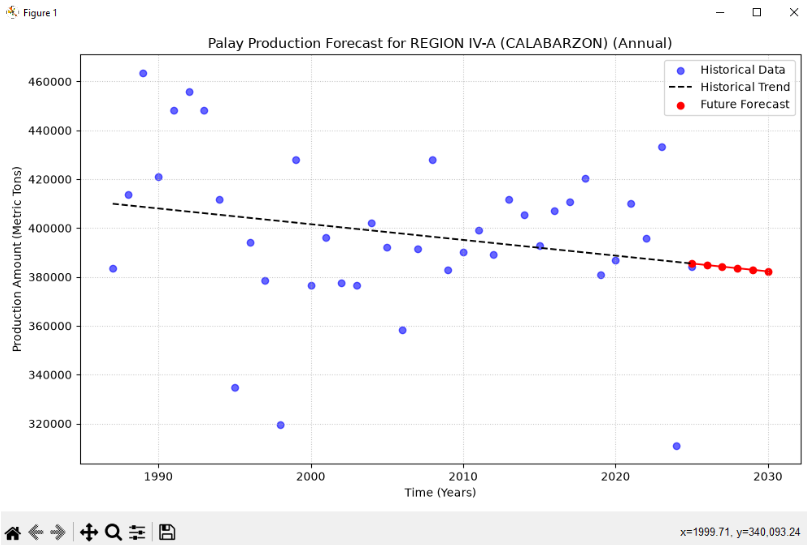 Figure 1
Palay Production Forecast for REGION IV-A (CALABARZON) (Annual)
Historical Data
Historical Trend
Future Forecast
Production Amount (Metric Tons)
460000
440000
420000
400000
380000
360000
340000
320000
1990
2000
2010
2020
2030
Time (Years)
x=1999.71, y=340,093.24